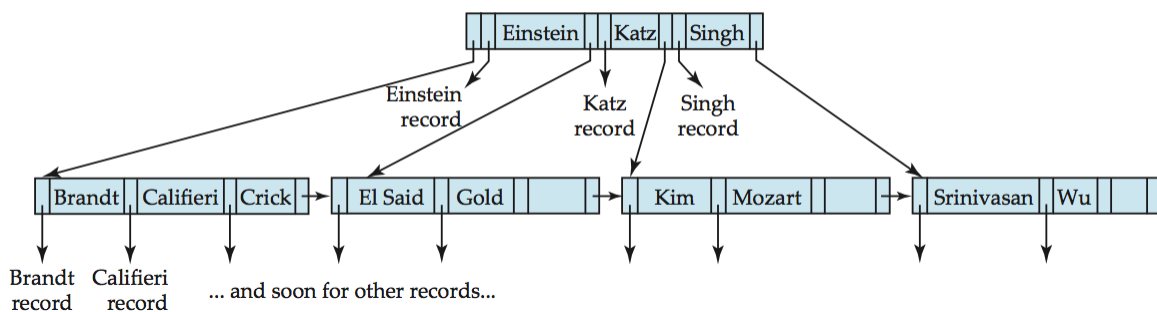 Einstein Katz Singh
Einstein
record
Katz
record
Singh
record
Brandt Califieri Crick El Said Gold Kim Mozart Srinivasan Wu
Brandt
record
Califieri
record
... and soon for other records...